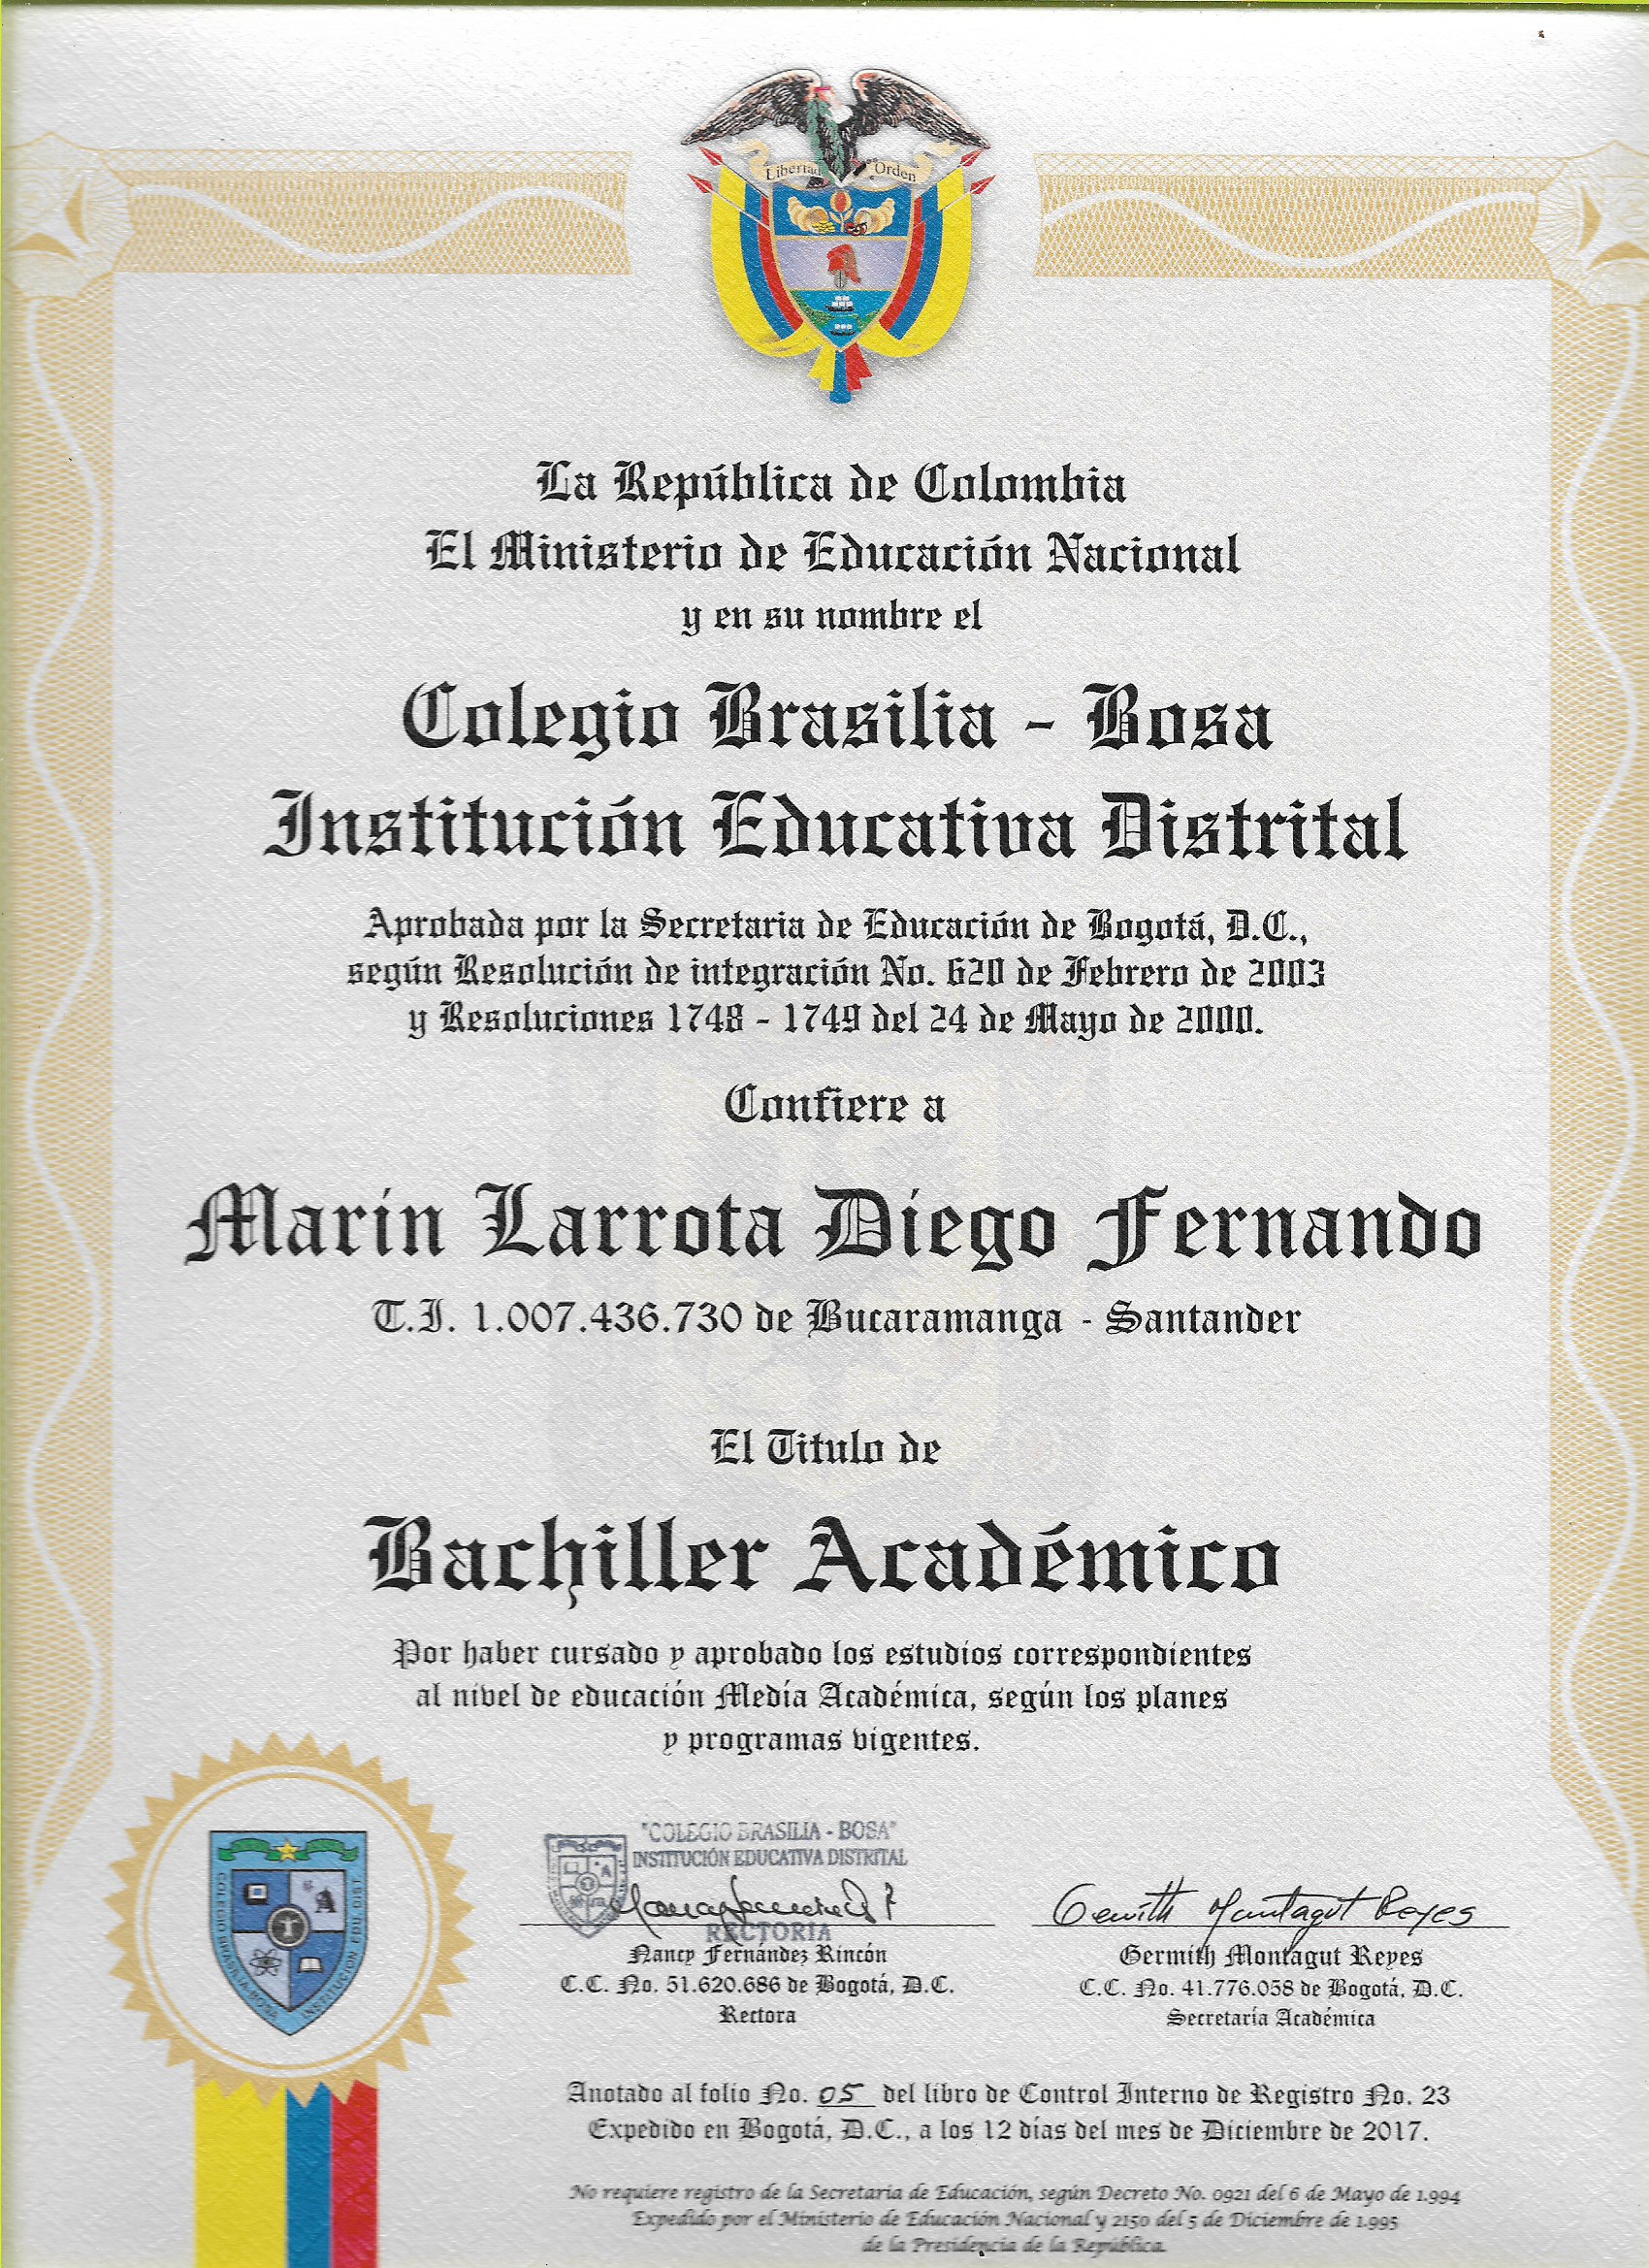 Libertad Orden
La República de Colombia
El Ministerio de Educación Nacional
y en su nombre el
Colegio Brasilia - Bosa
Institución Educativa Distrital
Aprobada por la Secretaria de Educación de Bogotá, D.C.,
según Resolución de integración No. 620 de Febrero de 2003
y Resoluciones 1748 - 1749 del 24 de Mayo de 2000.
Confiere a
Marín Larrota Diego Fernando
T.I. 1.007.436.730 de Bucaramanga - Santander
El Titulo de
Bachiller Académico
Por haber cursado y aprobado los estudios correspondientes
al nivel de educación Media Académica, según los planes
y programas vigentes.
"COLEGIO BRASILIA - BOSA"
INSTITUCIÓN EDUCATIVA DISTRITAL
RECTORIA
Nancy Fernández Rincón
C.C. No. 51.620.686 de Bogotá, D.C.
Rectora
Germith Montagut Reyes
Germith Montagut Reyes
C.C. No. 41.776.058 de Bogotá, D.C.
Secretaría Académica
COLEGIO BRASILIA-BOSA INSTITUCION EDU. DIST.
Anotado al folio No. 05 del libro de Control Interno de Registro No. 23
Expedido en Bogotá, D.C., a los 12 días del mes de Diciembre de 2017.
No requiere registro de la Secretaria de Educación, según Decreto No. 0921 del 6 de Mayo de 1.994
Expedido por el Ministerio de Educación Nacional y 2150 del 5 de Diciembre de 1.995
de la Presidencia de la República.